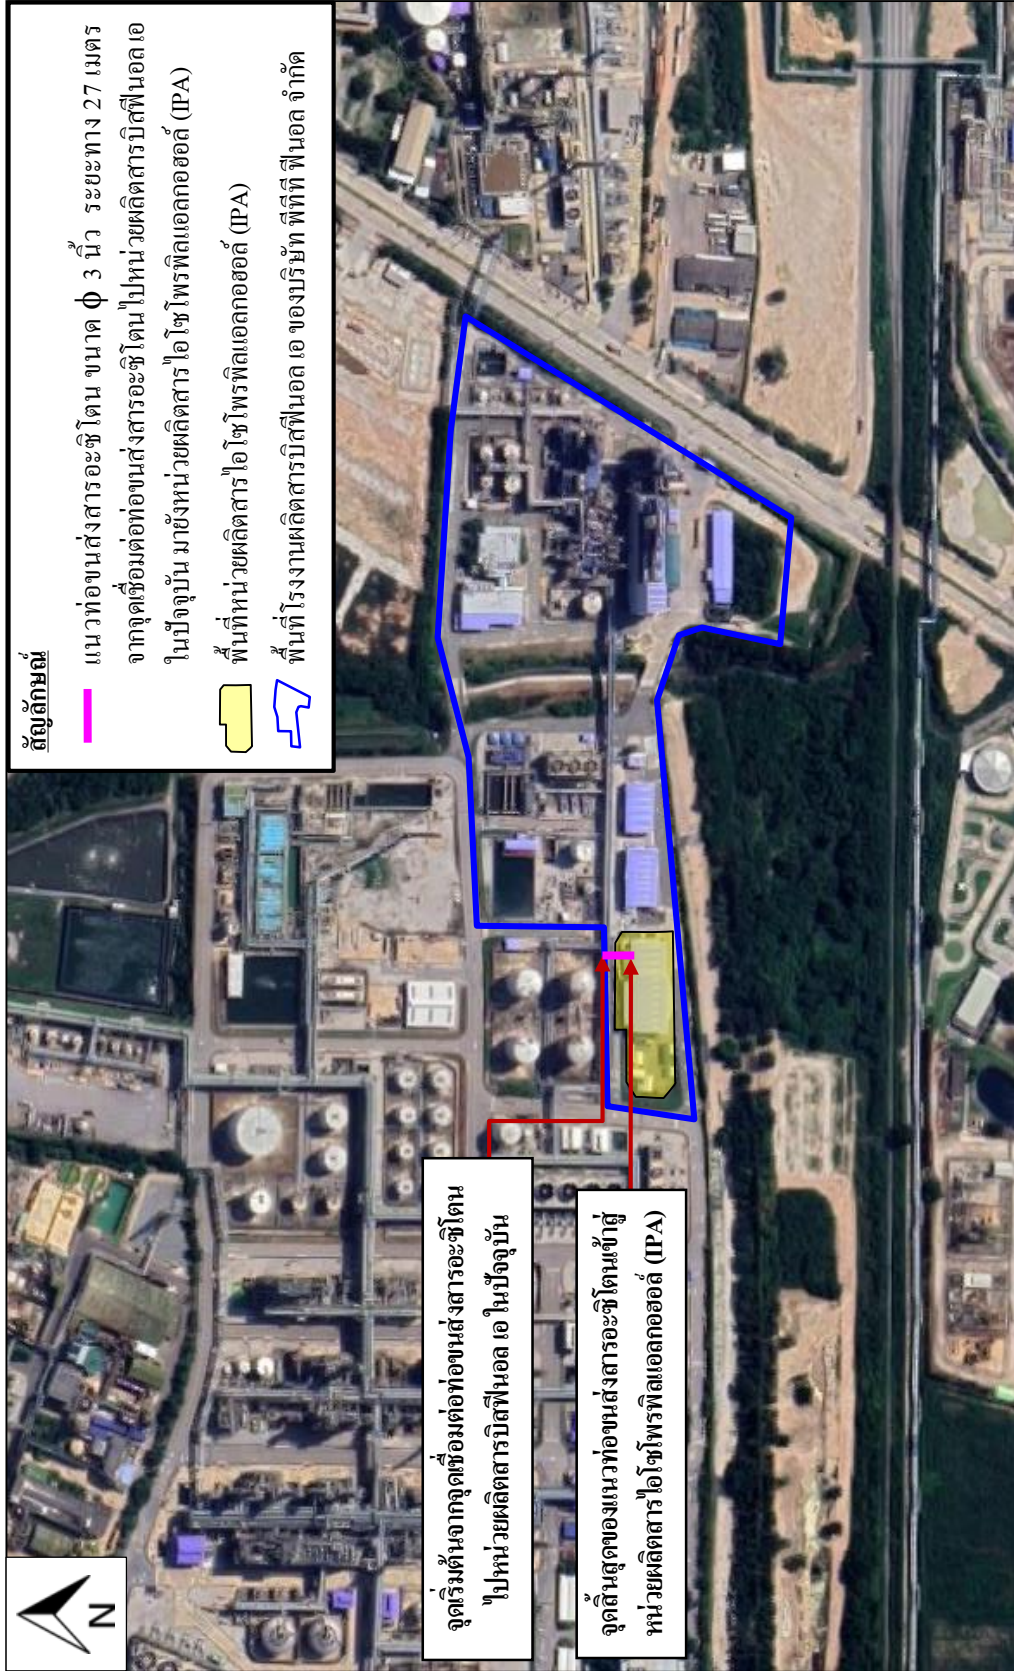 สัญลักษณ์
แนวท่อขนส่งสารอะซิโตน ขนาด ϕ 3 นิ้ว ระยะทาง 27 เมตร
จากจุดเชื่อมต่อท่อขนส่งสารอะซิโตนไปหน่วยผลิตสารบิสฟีนอล เอ
ในปัจจุบัน มายังหน่วยผลิตสารไอโซโพรพิลแอลกอฮอล์ (IPA)
พื้นที่หน่วยผลิตสารไอโซโพรพิลแอลกอฮอล์ (IPA)
พื้นที่โรงงานผลิตสารบิสฟีนอล เอ ของบริษัท พีทีที ฟีนอล จำกัด
จุดเริ่มต้นจากจุดเชื่อมต่อท่อขนส่งสารอะซิโตน
ไปหน่วยผลิตสารบิสฟีนอล เอ ในปัจจุบัน
จุดสิ้นสุดของแนวท่อขนส่งสารอะซิโตนเข้าสู่
หน่วยผลิตสารไอโซโพรพิลแอลกอฮอล์ (IPA)
N